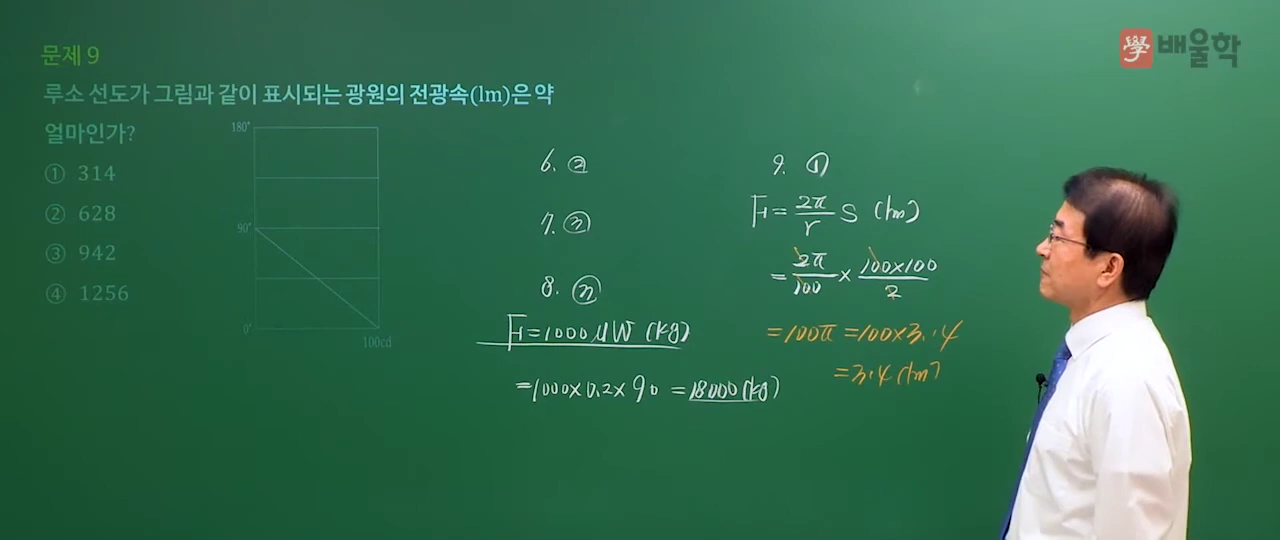 學 배울학
문제 9
루소 선도가 그림과 같이 표시되는 광원의 전광속(lm)은 약
얼마인가?
① 314
② 628
③ 942
④ 1256
180°
90°
0°
100cd
6. ②
7. ③
8. ④
F=1000μW (kg)
=1000×0.2×90 =18000(kg)
9. ①
F=2π/r S (lm)
=2π/100×100×100/2
=100π=100×3.14
=3.4(lm)